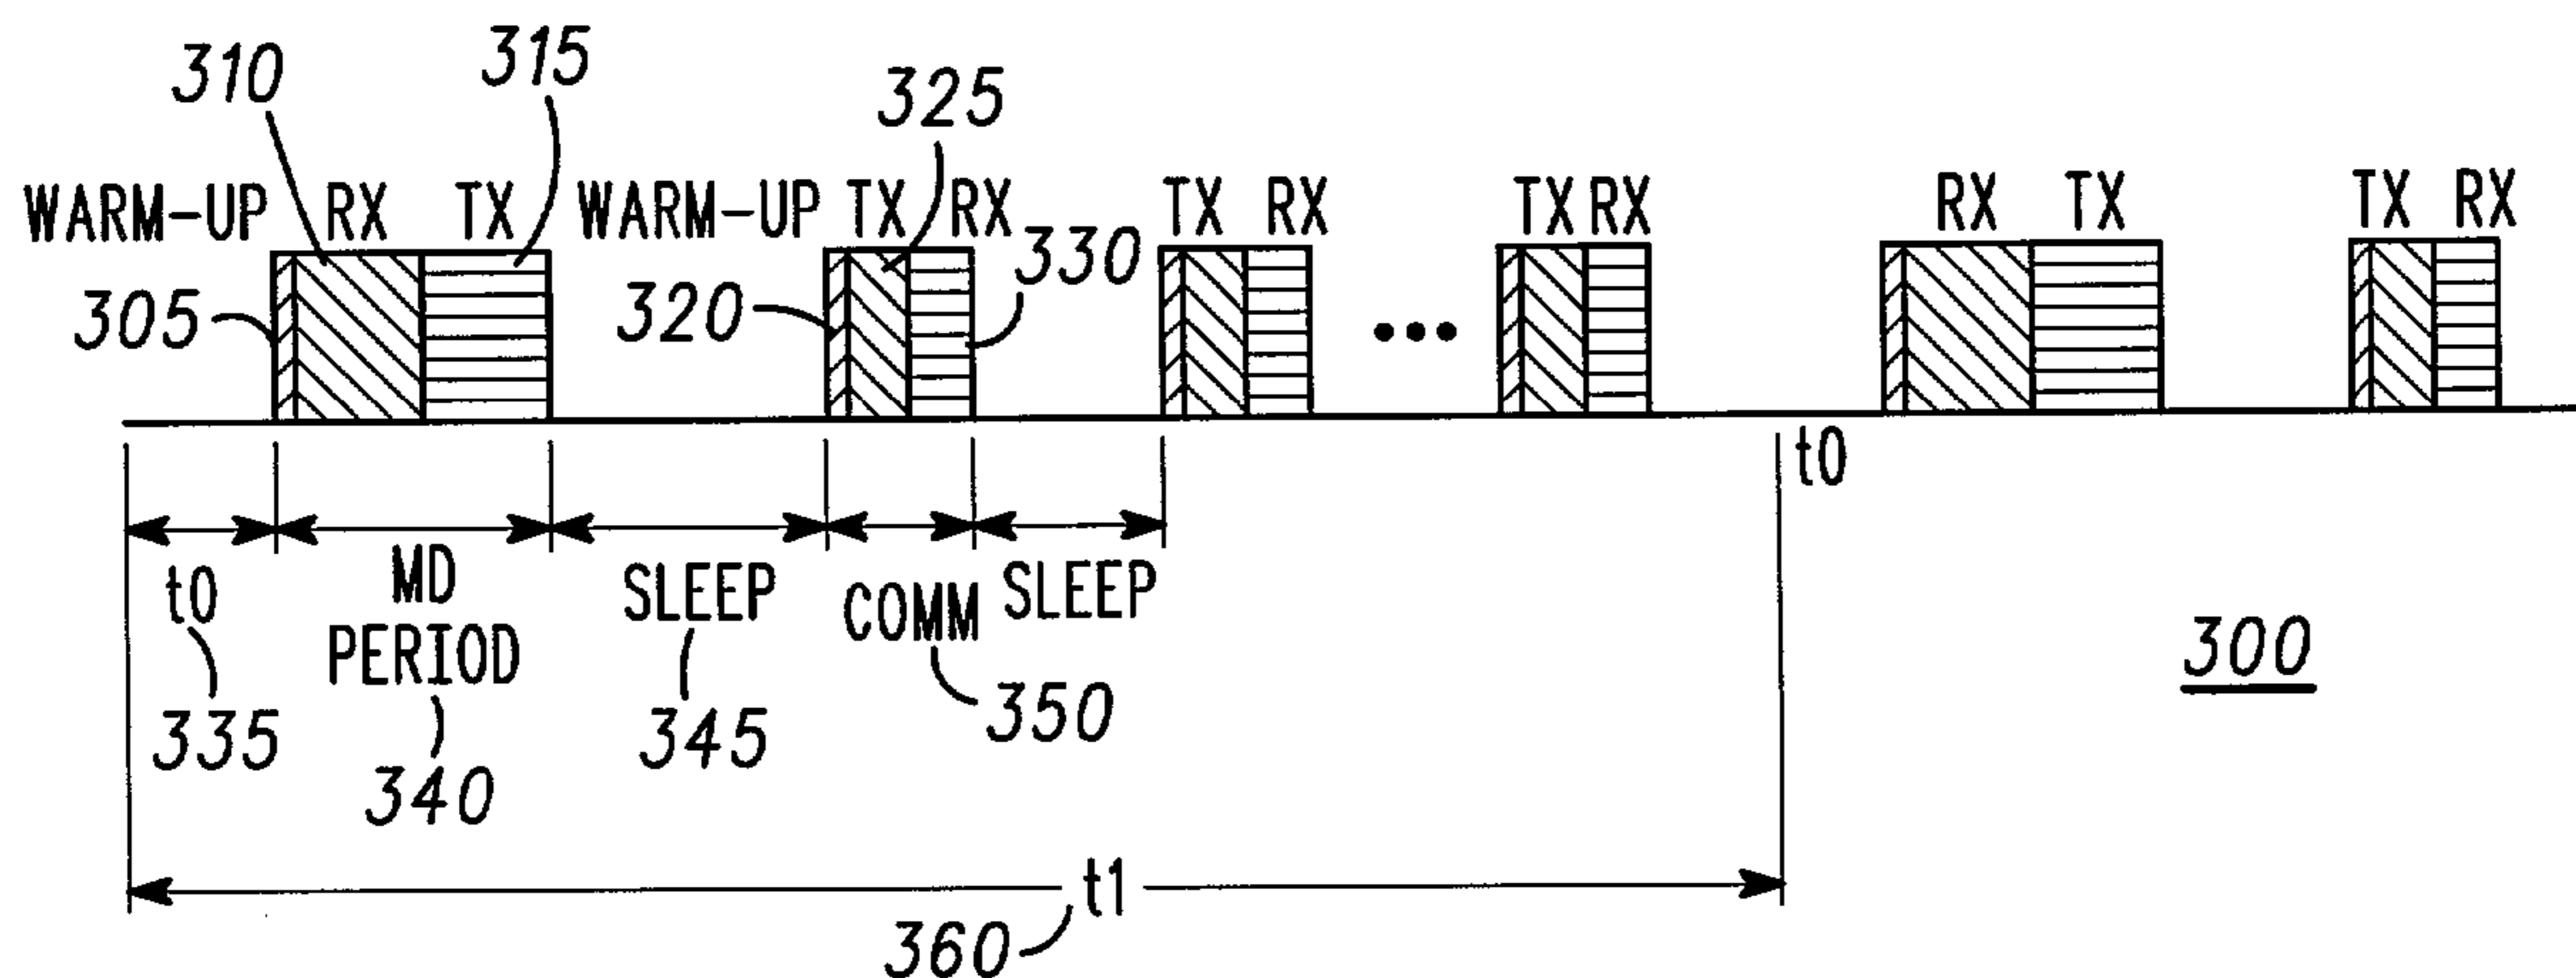 310 315 325
WARM-UP RX TX WARM-UP TX RX TX RX TX RX RX TX TX RX
305 320 330
t0
t0 MD PERIOD SLEEP COMM SLEEP
335 340 345 350
300
t1
360